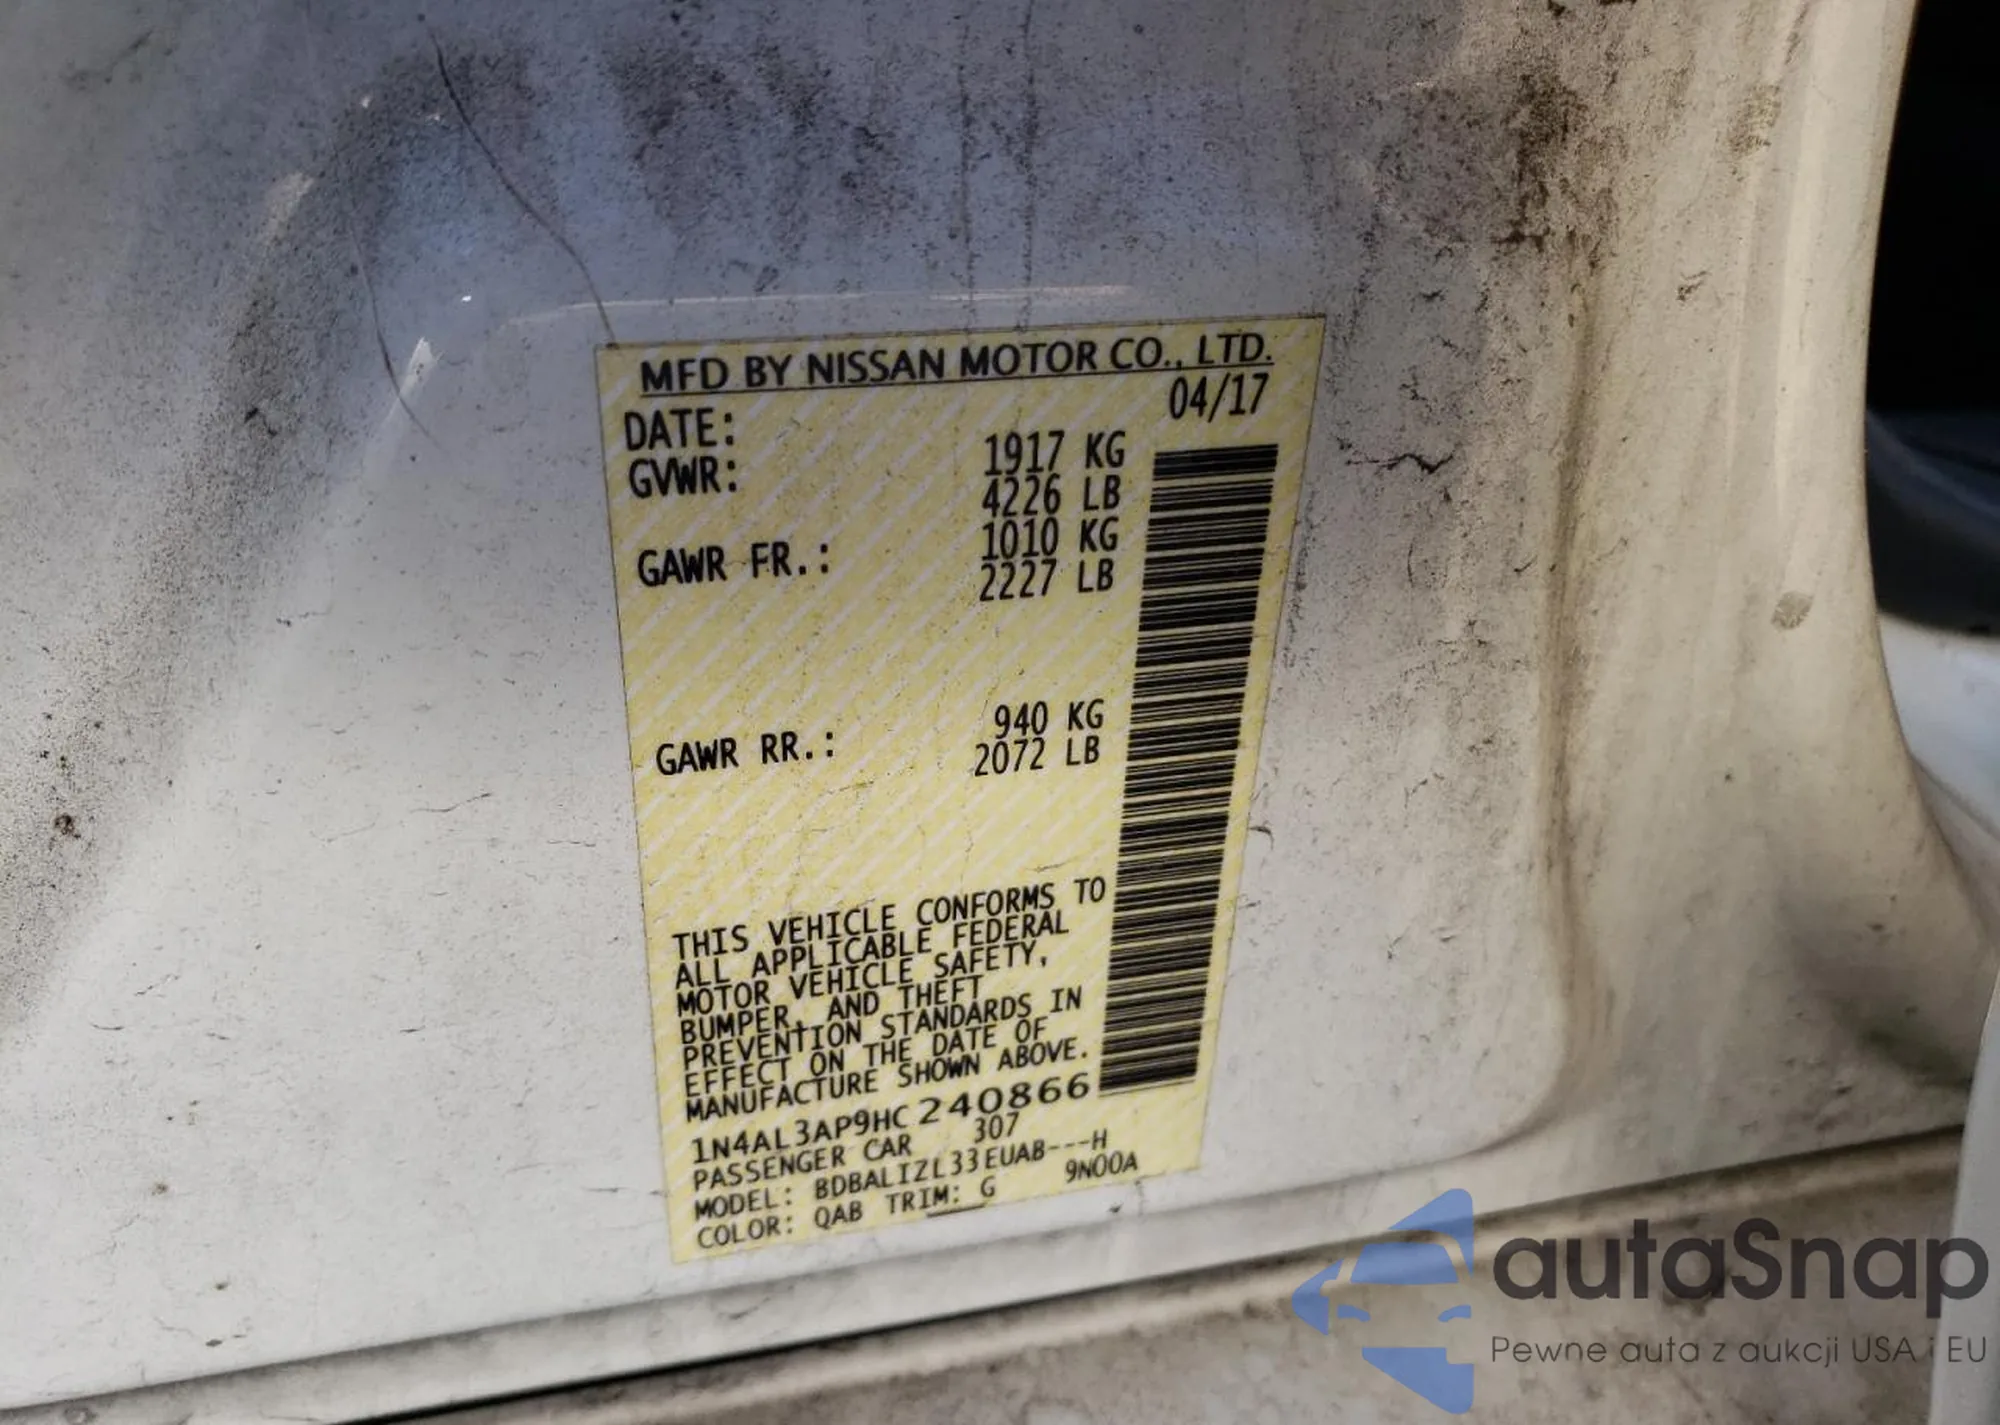 MFD BY NISSAN MOTOR CO., LTD.
DATE: 04/17
GVWR: 1917 KG
4226 LB
GAWR FR.: 1010 KG
2227 LB
GAWR RR.: 940 KG
2072 LB
THIS VEHICLE CONFORMS TO
ALL APPLICABLE FEDERAL
MOTOR VEHICLE SAFETY,
BUMPER, AND THEFT
PREVENTION STANDARDS IN
EFFECT ON THE DATE OF
MANUFACTURE SHOWN ABOVE.
1N4AL3AP9HC240866
PASSENGER CAR 307
MODEL: BDBALIZL33EUAB---H
COLOR: QAB TRIM: G 9N00A
autaSnap
Pewne auta z aukcji USA i EU